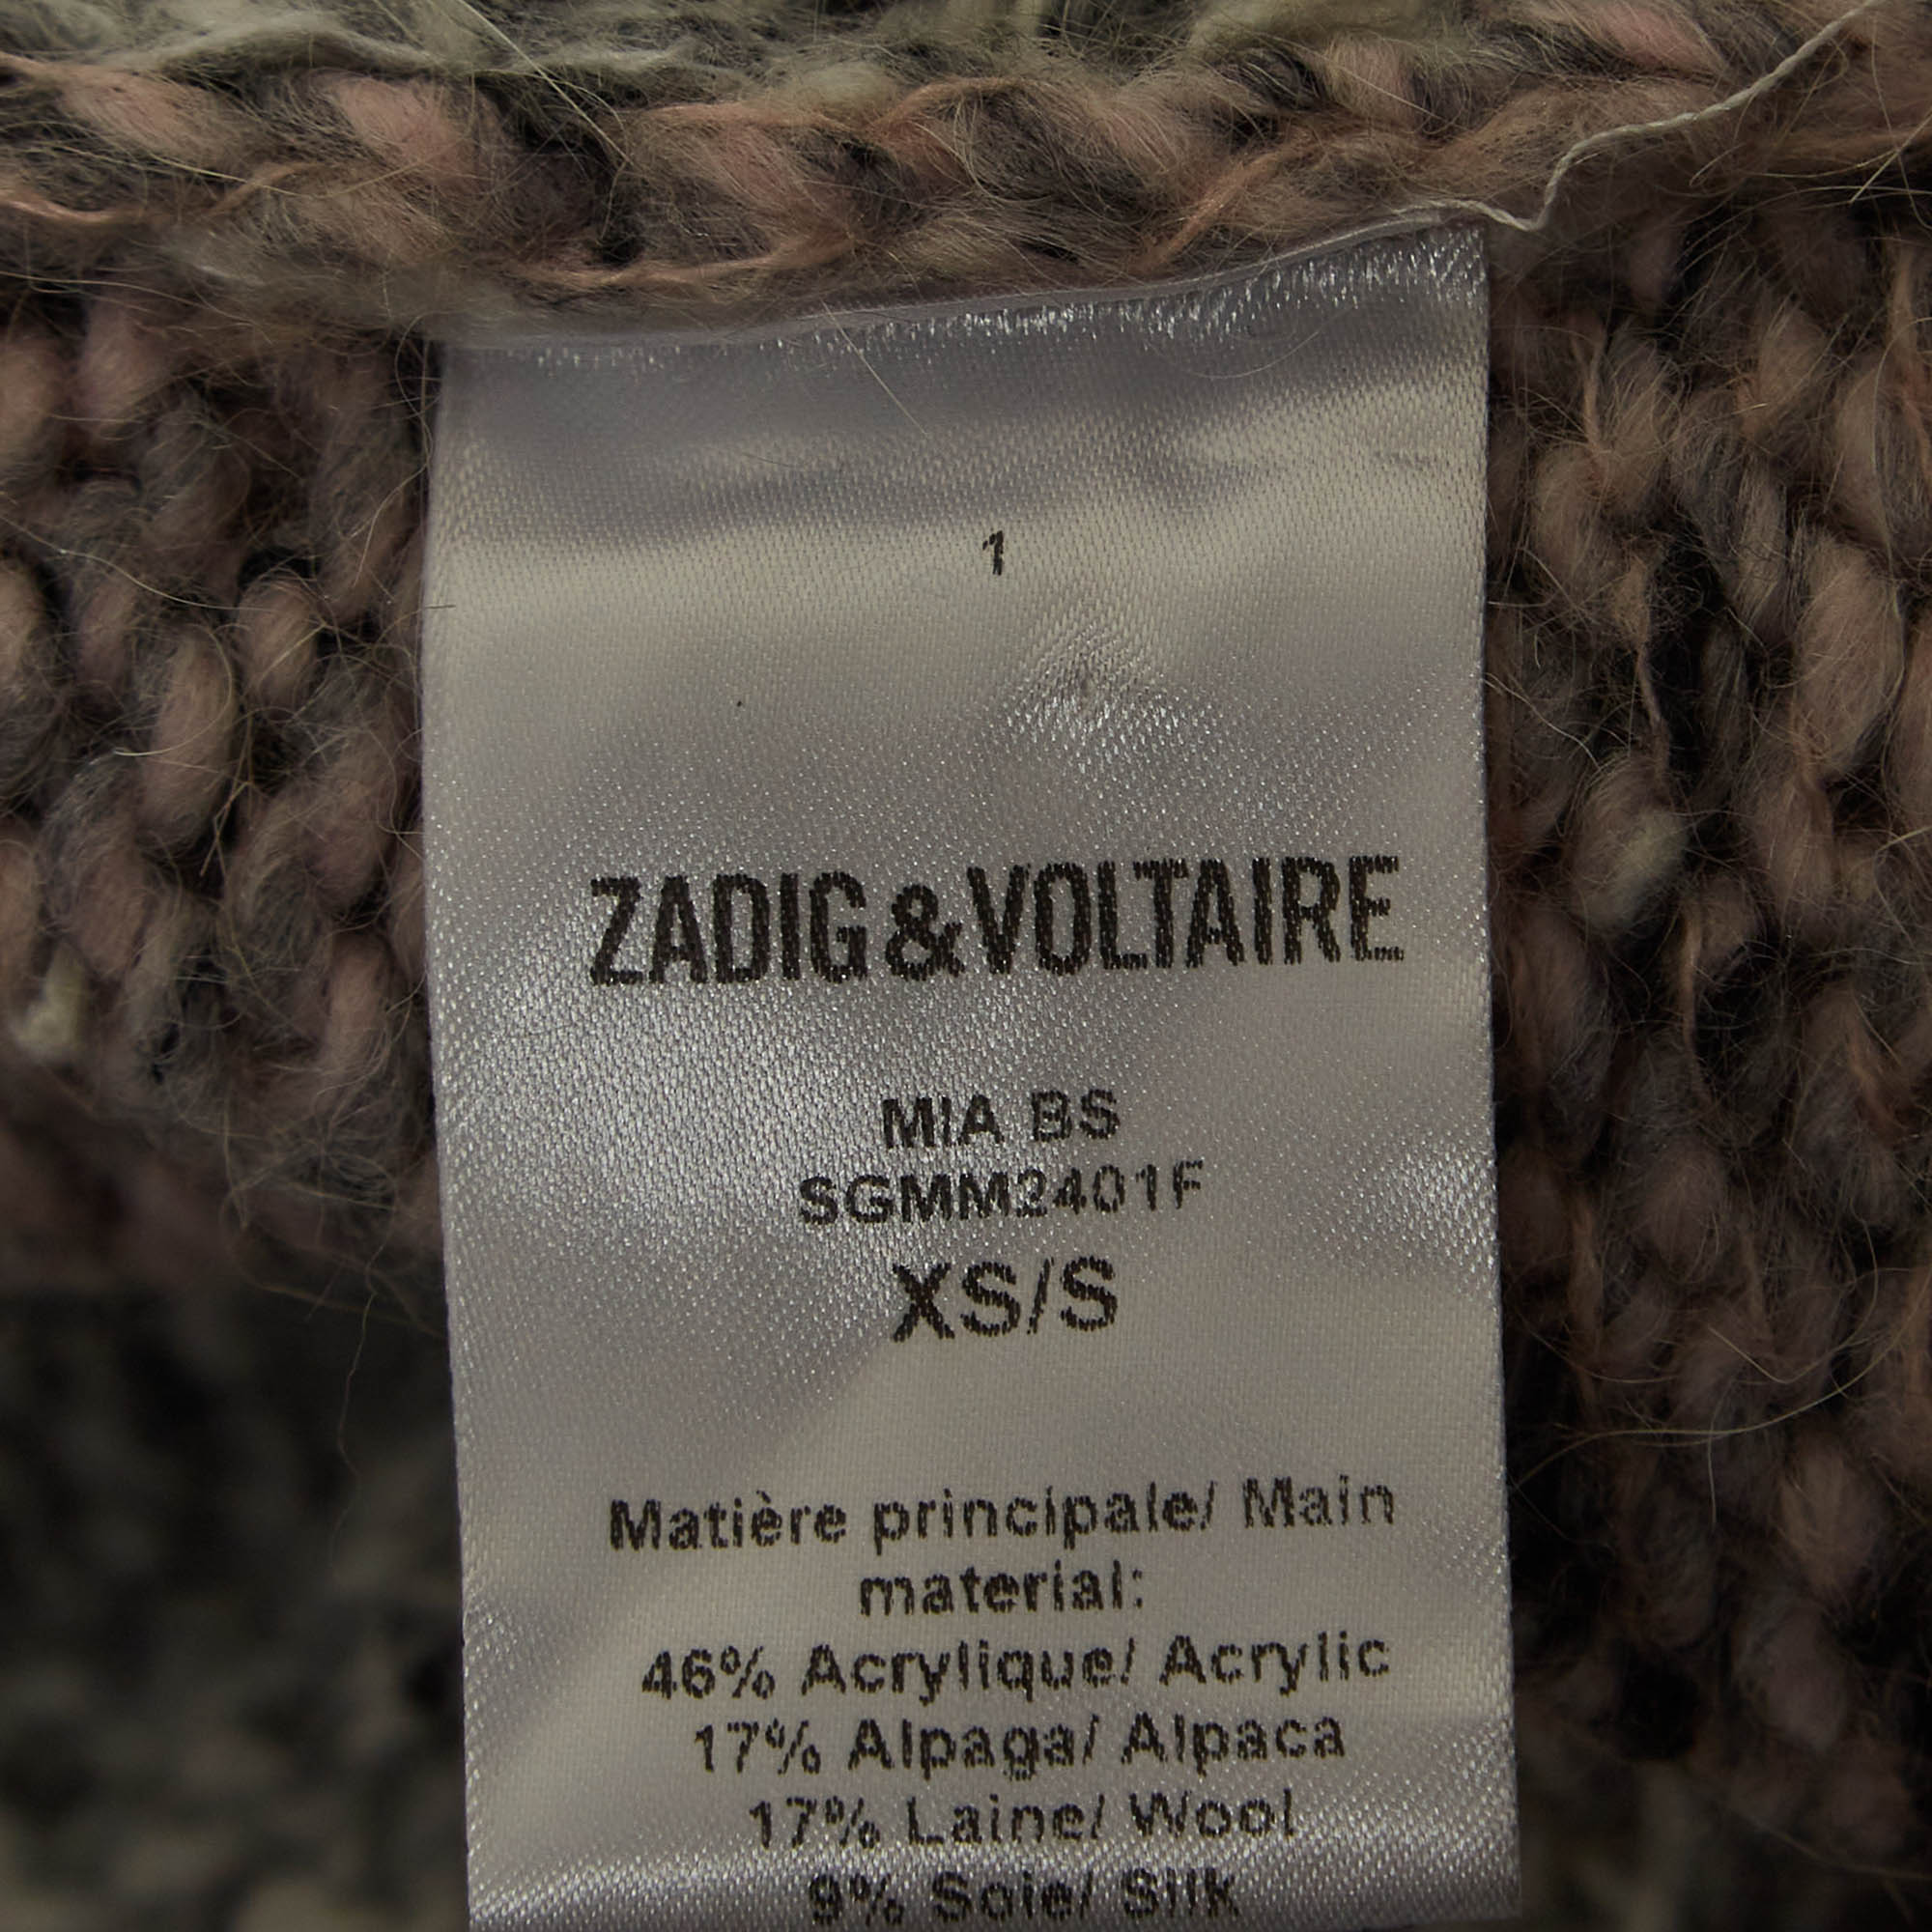 1
ZADIG&VOLTAIRE
MIA BS
SGMM2401F
XS/S
Matière principale/ Main
material:
46% Acrylique/ Acrylic
17% Alpaga/ Alpaca
17% Laine/ Wool
9% Soie/ Silk